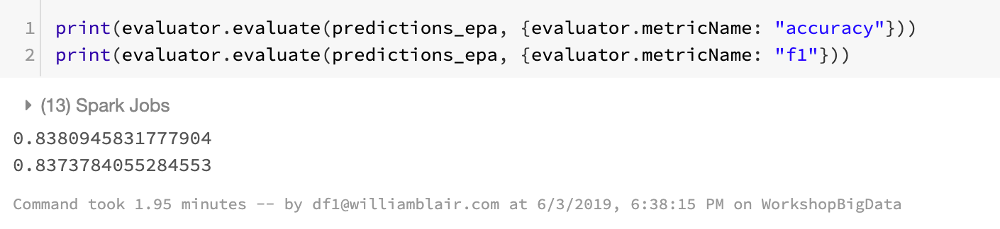 1 print(evaluator.evaluate(predictions_epa, {evaluator.metricName: "accuracy"}))
2 print(evaluator.evaluate(predictions_epa, {evaluator.metricName: "f1"}))
(13) Spark Jobs
0.8380945831777904
0.8373784055284553
Command took 1.95 minutes -- by df1@williamblair.com at 6/3/2019, 6:38:15 PM on WorkshopBigData